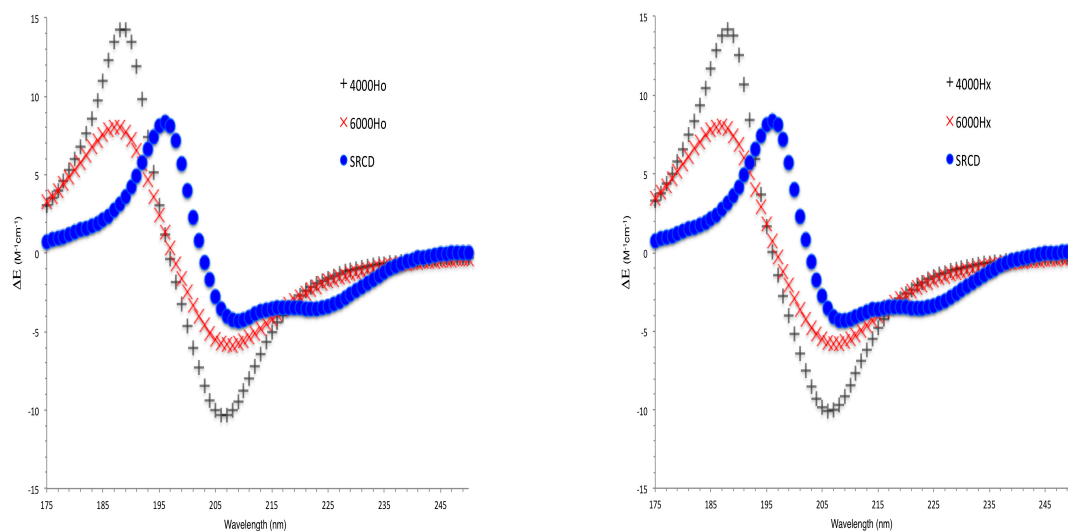 15
10
5
0
-5
-10
-15
ΔE (M⁻¹cm⁻¹)
175 185 195 205 215 225 235 245
Wavelength (nm)
4000Ho
6000Ho
SRCD
15
10
5
0
-5
-10
-15
ΔE (M⁻¹cm⁻¹)
175 185 195 205 215 225 235 245
Wavelength (nm)
4000Hx
6000Hx
SRCD